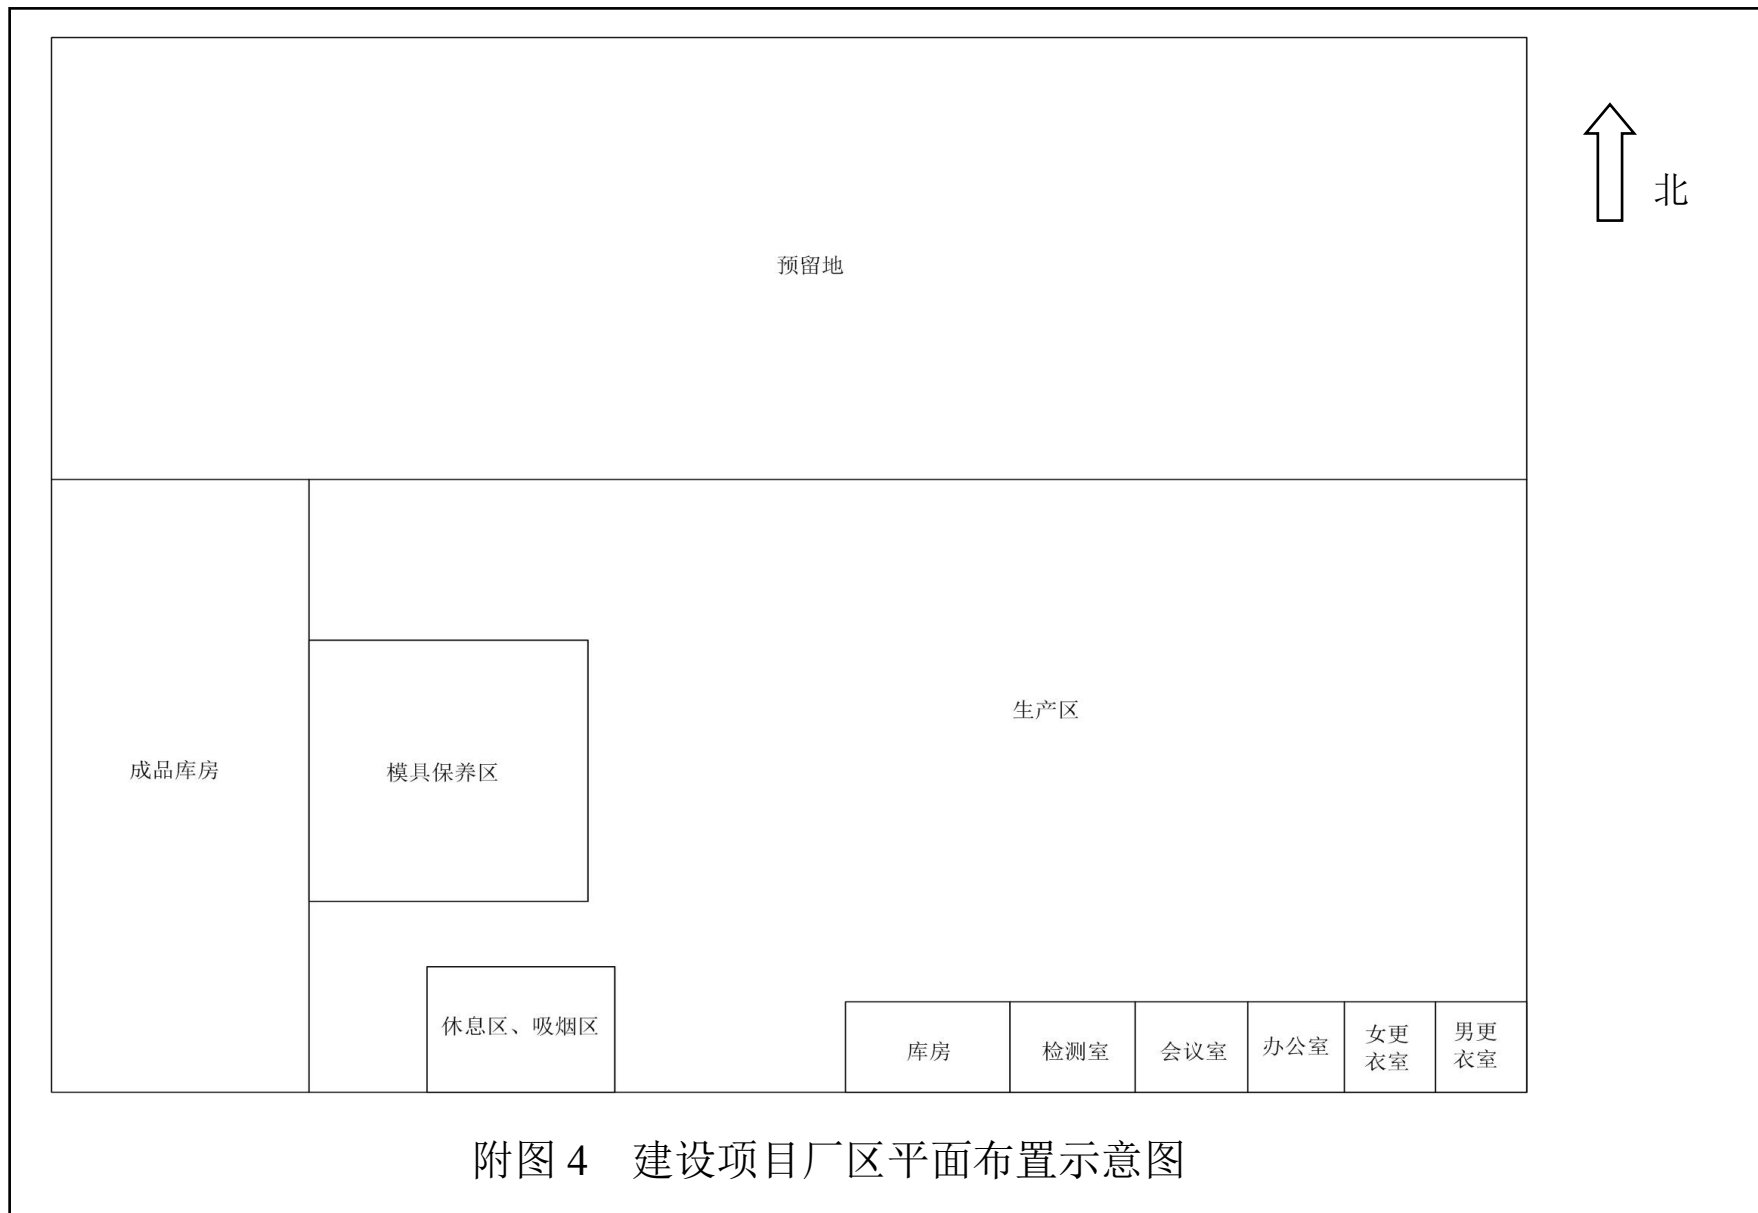 北
预留地
生产区
成品库房
模具保养区
休息区、吸烟区
库房
检测室
会议室
办公室
女更
衣室
男更
衣室
附图 4　建设项目厂区平面布置示意图